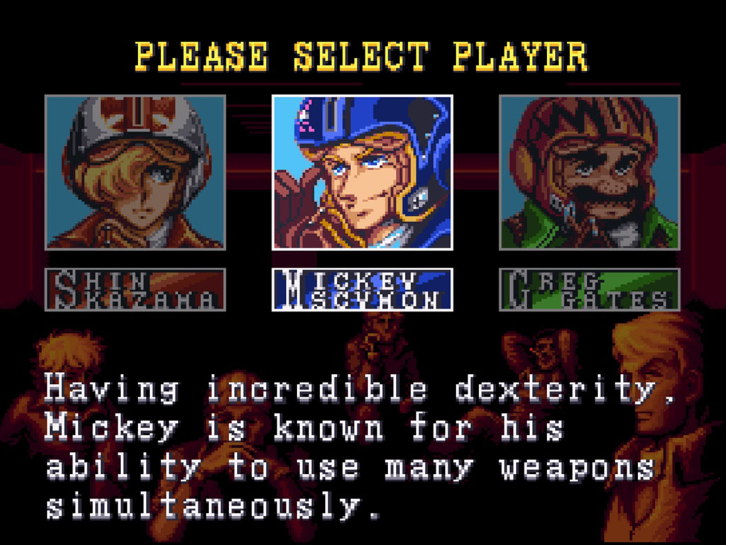 PLEASE SELECT PLAYER
SHIN
KAZAMA
MICKEY
SCYMON
GREG
GATES
Having incredible dexterity,
Mickey is known for his
ability to use many weapons
simultaneously.